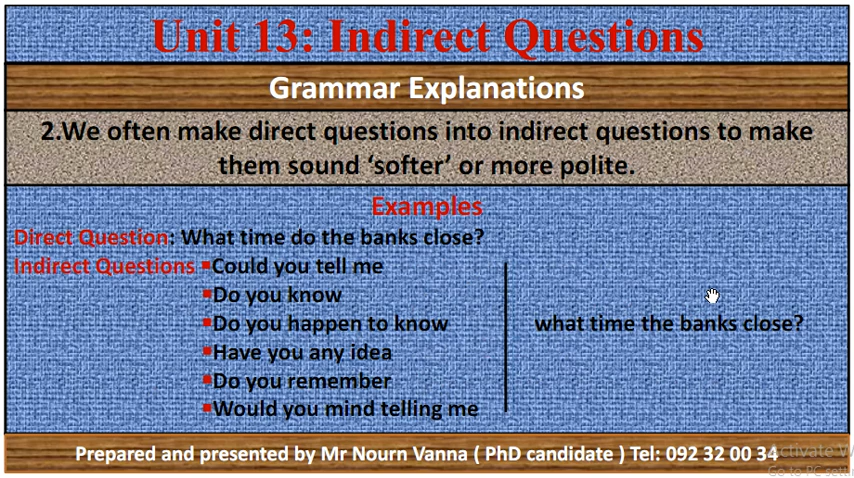 Unit 13: Indirect Questions
Grammar Explanations
2.We often make direct questions into indirect questions to make
them sound ‘softer’ or more polite.
Examples
Direct Question: What time do the banks close?
Indirect Questions ▪Could you tell me
▪Do you know
▪Do you happen to know what time the banks close?
▪Have you any idea
▪Do you remember
▪Would you mind telling me
Prepared and presented by Mr Nourn Vanna ( PhD candidate ) Tel: 092 32 00 34
Activate
Go to PC